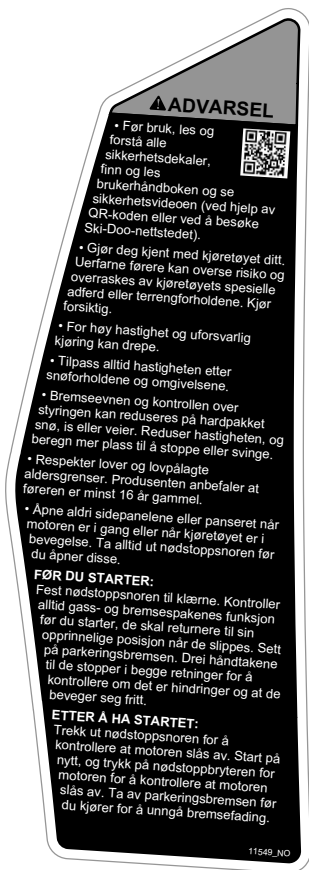 ⚠ADVARSEL
• Før bruk, les og
forstå alle
sikkerhetsdekaler,
finn og les
brukerhåndboken og se
sikkerhetsvideoen (ved hjelp av
QR-koden eller ved å besøke
Ski-Doo-nettstedet).
• Gjør deg kjent med kjøretøyet ditt.
Uerfarne førere kan overse risiko og
overraskes av kjøretøyets spesielle
adferd eller terrengforholdene. Kjør
forsiktig.
• For høy hastighet og uforsvarlig
kjøring kan drepe.
• Tilpass alltid hastigheten etter
snøforholdene og omgivelsene.
• Bremseevnen og kontrollen over
styringen kan reduseres på hardpakket
snø, is eller veier. Reduser hastigheten, og
beregn mer plass til å stoppe eller svinge.
• Respekter lover og lovpålagte
aldersgrenser. Produsenten anbefaler at
føreren er minst 16 år gammel.
• Åpne aldri sidepanelene eller panseret når
motoren er i gang eller når kjøretøyet er i
bevegelse. Ta alltid ut nødstoppsnoren før
du åpner disse.
FØR DU STARTER:
Fest nødstoppsnoren til klærne. Kontroller
alltid gass- og bremsespakenes funksjon
før du starter, de skal returnere til sin
opprinnelige posisjon når de slippes. Sett
på parkeringsbremsen. Drei håndtakene
til de stopper i begge retninger for å
kontrollere om det er hindringer og at de
beveger seg fritt.
ETTER Å HA STARTET:
Trekk ut nødstoppsnoren for å
kontrollere at motoren slås av. Start på
nytt, og trykk på nødstoppbryteren for
motoren for å kontrollere at motoren
slås av. Ta av parkeringsbremsen før
du kjører for å unngå bremsefading.
11549_NO